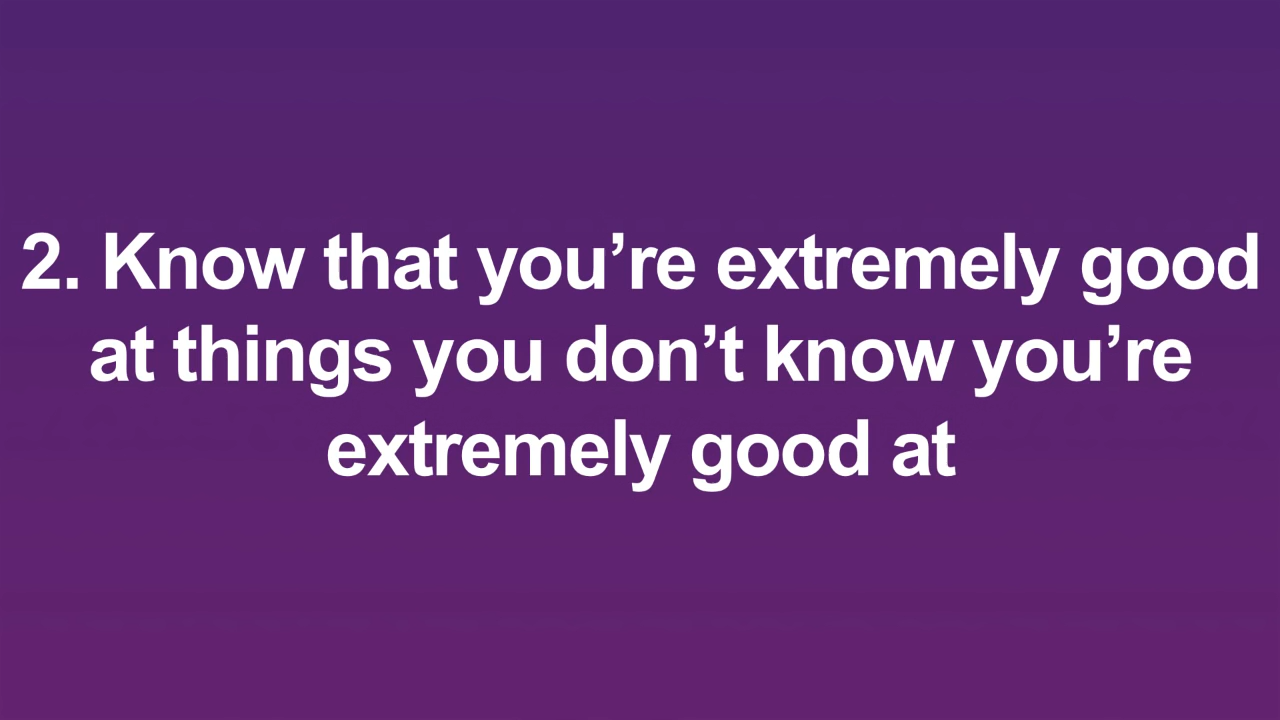 2. Know that you’re extremely good
at things you don’t know you’re
extremely good at